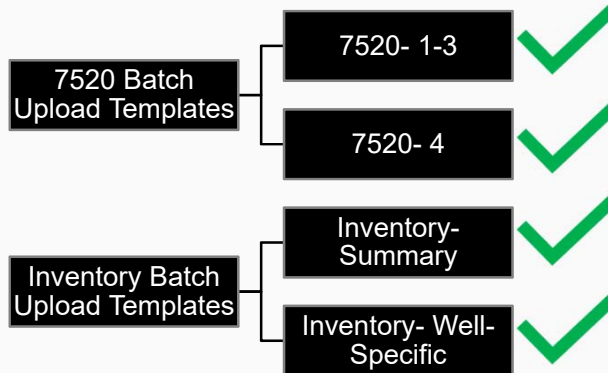 7520 Batch
Upload Templates
7520- 1-3
7520- 4
Inventory Batch
Upload Templates
Inventory-
Summary
Inventory- Well-
Specific